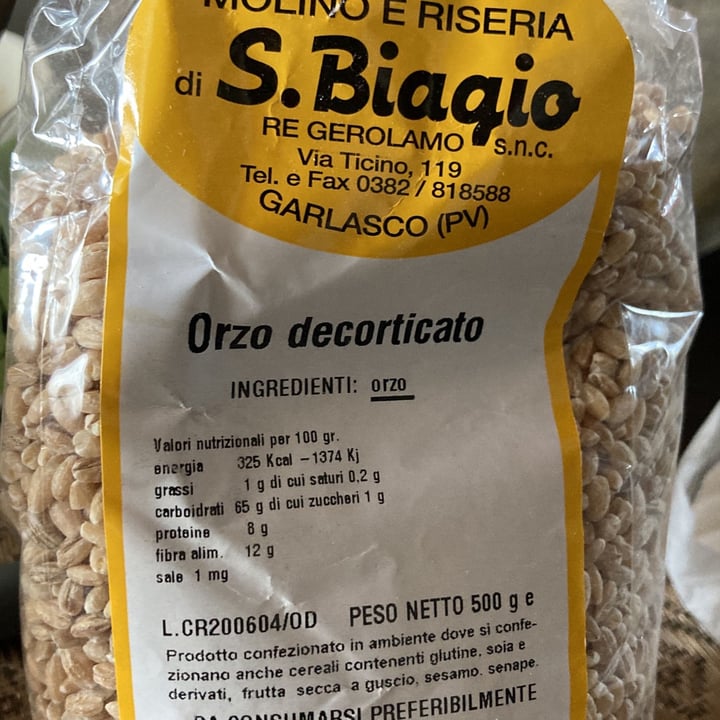 MOLINO E RISERIA
di S. Biagio
RE GEROLAMO s.n.c.
Via Ticino, 119
Tel. e Fax 0382 / 818588
GARLASCO (PV)
Orzo decorticato
INGREDIENTI: orzo
Valori nutrizionali per 100 gr.
energia 325 Kcal – 1374 Kj
grassi 1 g di cui saturi 0,2 g
carboidrati 65 g di cui zuccheri 1 g
proteine 8 g
fibra alim. 12 g
sale 1 mg
L.CR200604/OD PESO NETTO 500 g e
Prodotto confezionato in ambiente dove si confe-
zionano anche cereali contenenti glutine, soia e
derivati, frutta secca a guscio, sesamo, senape.
DA CONSUMARSI PREFERIBILMENTE